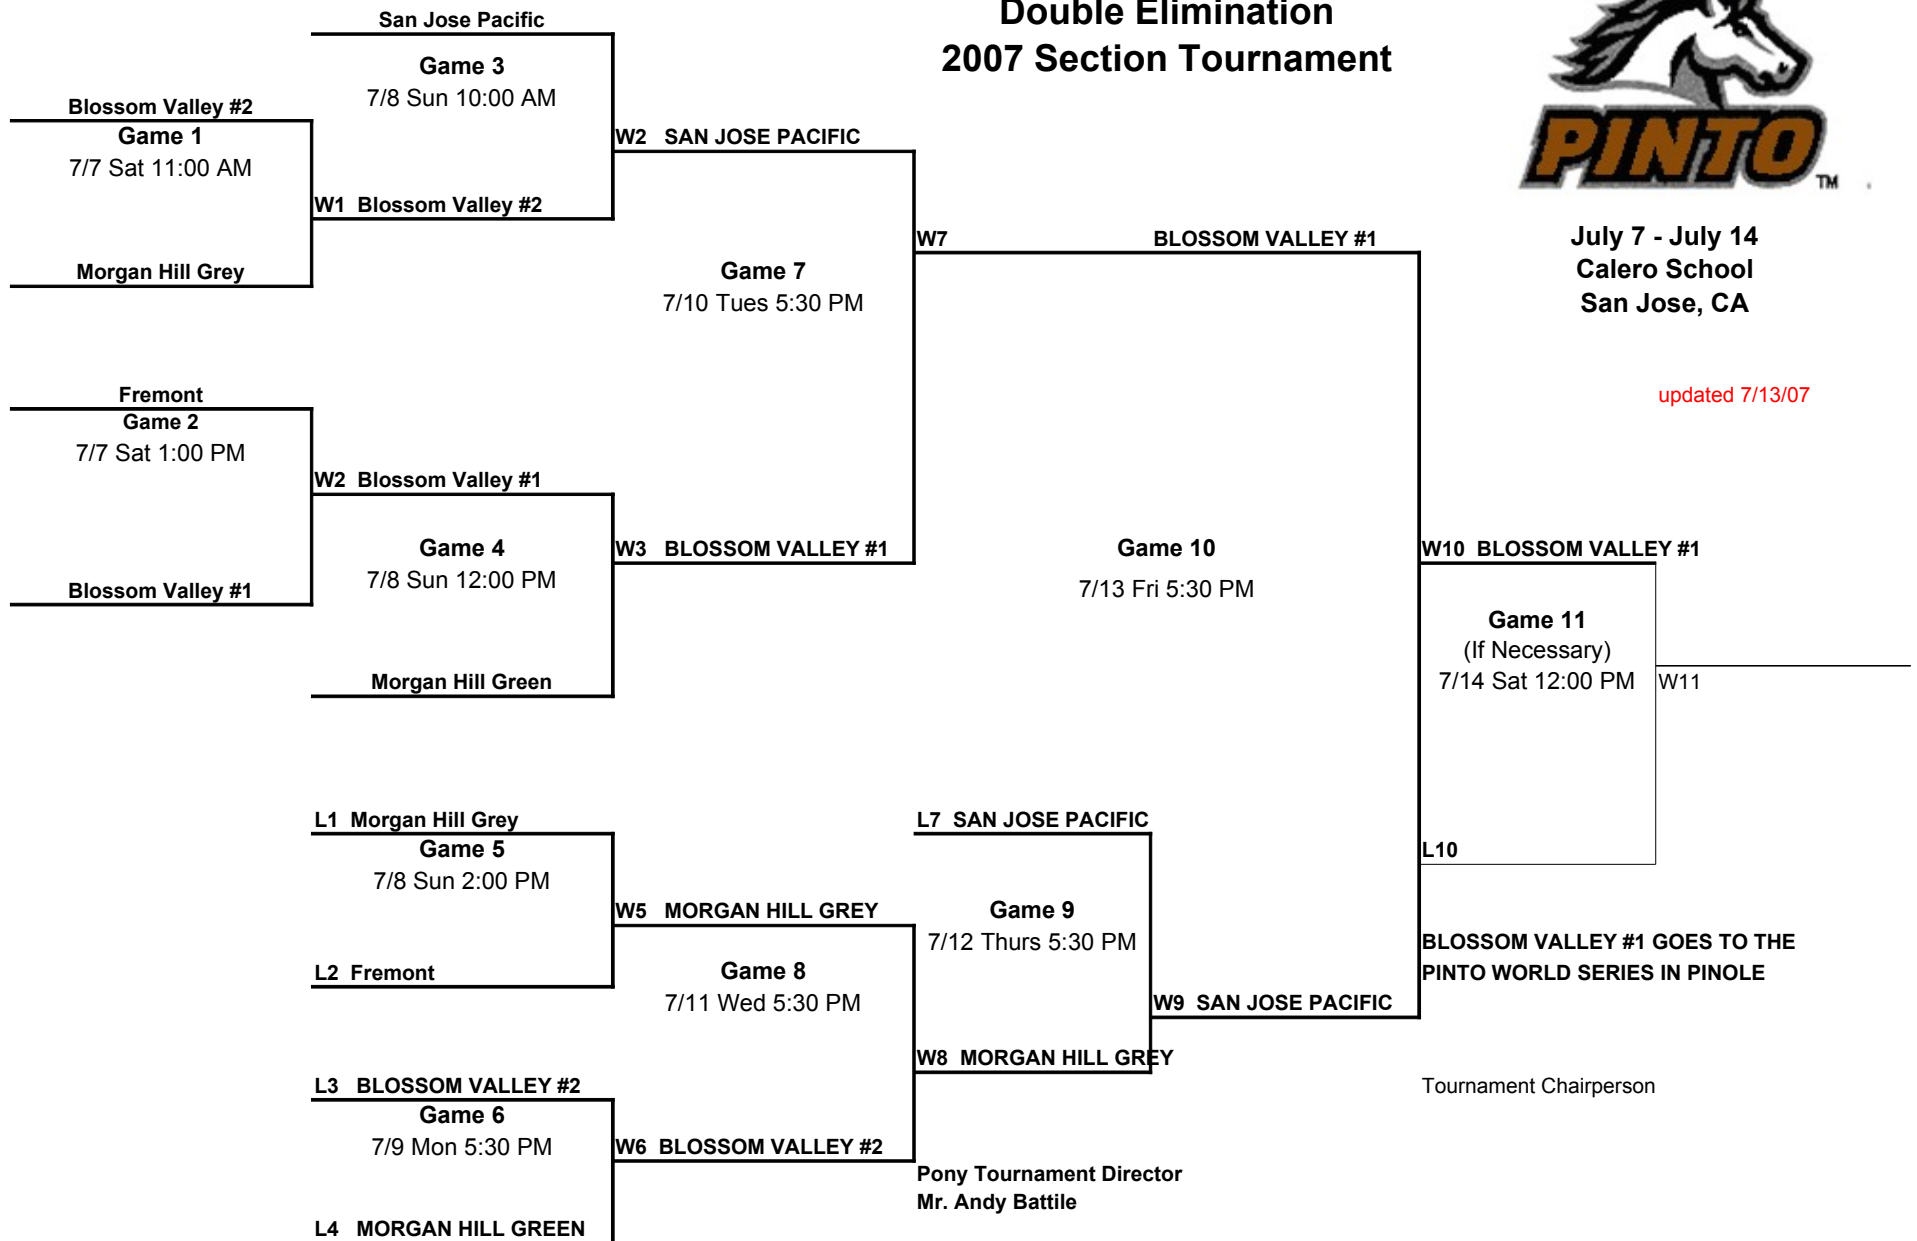 Double Elimination
2007 Section Tournament
PINTO
TM
July 7 - July 14
Calero School
San Jose, CA
updated 7/13/07
San Jose Pacific
Game 3
7/8 Sun 10:00 AM
Blossom Valley #2
Game 1
7/7 Sat 11:00 AM
W1 Blossom Valley #2
Morgan Hill Grey
W2 SAN JOSE PACIFIC
W7 BLOSSOM VALLEY #1
Game 7
7/10 Tues 5:30 PM
Fremont
Game 2
7/7 Sat 1:00 PM
W2 Blossom Valley #1
Blossom Valley #1
Game 4
7/8 Sun 12:00 PM
W3 BLOSSOM VALLEY #1
Morgan Hill Green
Game 10
7/13 Fri 5:30 PM
W10 BLOSSOM VALLEY #1
Game 11
(If Necessary)
7/14 Sat 12:00 PM
W11
L10
L1 Morgan Hill Grey
Game 5
7/8 Sun 2:00 PM
L2 Fremont
W5 MORGAN HILL GREY
Game 8
7/11 Wed 5:30 PM
L7 SAN JOSE PACIFIC
Game 9
7/12 Thurs 5:30 PM
W9 SAN JOSE PACIFIC
W8 MORGAN HILL GREY
BLOSSOM VALLEY #1 GOES TO THE
PINTO WORLD SERIES IN PINOLE
L3 BLOSSOM VALLEY #2
Game 6
7/9 Mon 5:30 PM
W6 BLOSSOM VALLEY #2
L4 MORGAN HILL GREEN
Tournament Chairperson
Pony Tournament Director
Mr. Andy Battile